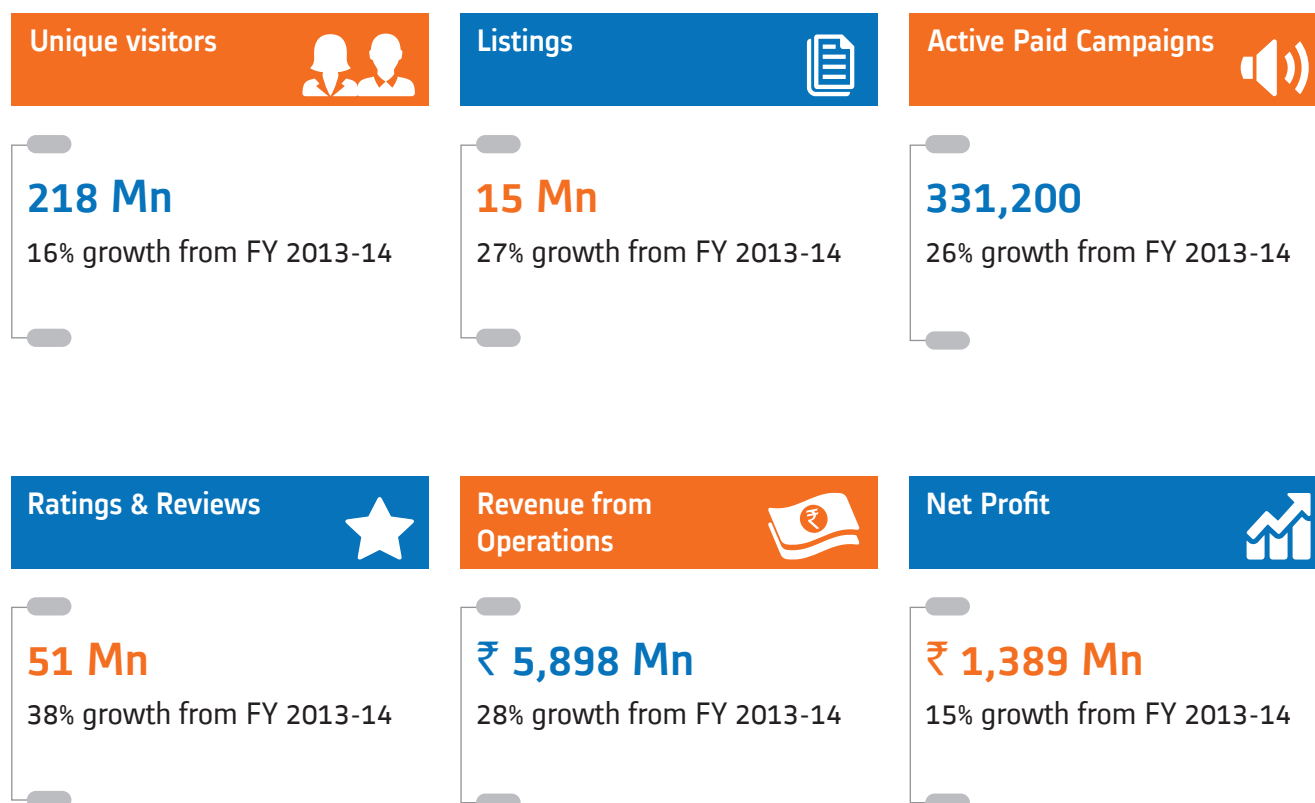 Unique visitors
Listings
Active Paid Campaigns
218 Mn
16% growth from FY 2013-14
15 Mn
27% growth from FY 2013-14
331,200
26% growth from FY 2013-14
Ratings & Reviews
Revenue from
Operations
₹
Net Profit
51 Mn
38% growth from FY 2013-14
₹ 5,898 Mn
28% growth from FY 2013-14
₹ 1,389 Mn
15% growth from FY 2013-14